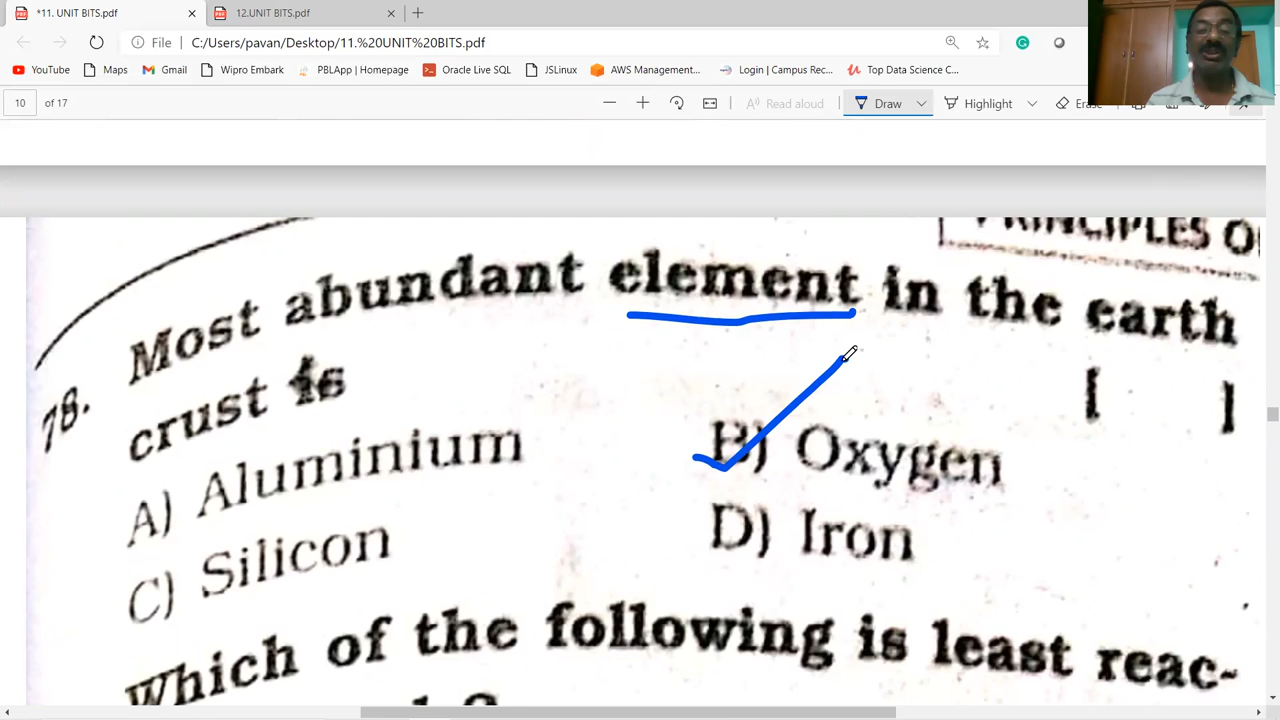 *11. UNIT BITS.pdf
12.UNIT BITS.pdf
File C:/Users/pavan/Desktop/11.%20UNIT%20BITS.pdf
YouTube Maps Gmail Wipro Embark PBLApp | Homepage Oracle Live SQL JSLinux AWS Management... Login | Campus Rec... Top Data Science C...
10 of 17 Read aloud Draw Highlight Erase
PRINCIPLES O
78. Most abundant element in the earth
crust is [ ]
A) Aluminium B) Oxygen
C) Silicon D) Iron
Which of the following is least reac-